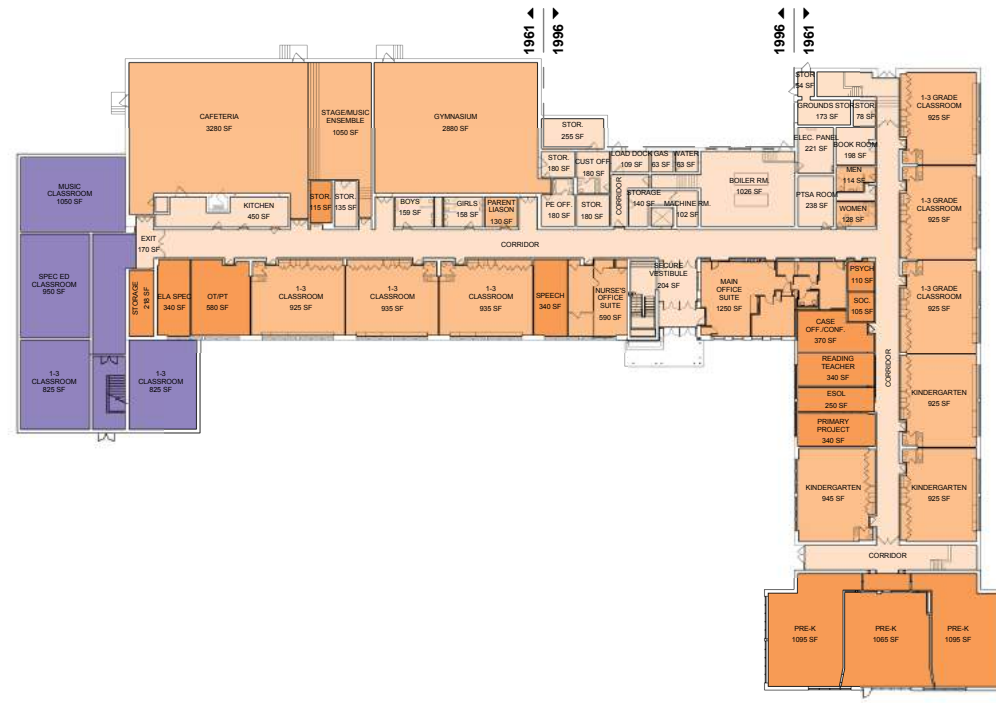 1961
1996
1996
1961
CAFETERIA
3280 SF
STAGE/MUSIC
ENSEMBLE
1050 SF
GYMNASIUM
2880 SF
STOR.
255 SF
STOR
54 SF
GROUNDS STOR.
173 SF
STOR.
78 SF
1-3 GRADE
CLASSROOM
925 SF
ELEC. PANEL
221 SF
BOOK ROOM
198 SF
STOR.
180 SF
CUST OFF.
180 SF
LOAD DOCK
109 SF
GAS
63 SF
WATER
63 SF
BOILER RM.
1026 SF
MEN
114 SF
MUSIC
CLASSROOM
1050 SF
KITCHEN
450 SF
STOR.
115 SF
STOR.
135 SF
BOYS
159 SF
GIRLS
158 SF
PARENT
LIASON
130 SF
PE OFF.
180 SF
STOR.
180 SF
CORRIDOR
STORAGE
140 SF
MACHINE RM.
102 SF
PTSA ROOM
238 SF
WOMEN
128 SF
1-3 GRADE
CLASSROOM
925 SF
EXIT
170 SF
CORRIDOR
SPEC ED
CLASSROOM
950 SF
STORAGE
218 SF
ELA SPEC
340 SF
OT/PT
580 SF
1-3
CLASSROOM
925 SF
1-3
CLASSROOM
935 SF
1-3
CLASSROOM
935 SF
SPEECH
340 SF
NURSE'S
OFFICE
SUITE
590 SF
SECURE
VESTIBULE
204 SF
MAIN
OFFICE
SUITE
1250 SF
PSYCH
110 SF
SOC.
105 SF
1-3 GRADE
CLASSROOM
925 SF
CASE
OFF./CONF.
370 SF
READING
TEACHER
340 SF
CORRIDOR
1-3
CLASSROOM
825 SF
1-3
CLASSROOM
825 SF
ESOL
250 SF
KINDERGARTEN
925 SF
PRIMARY
PROJECT
340 SF
KINDERGARTEN
945 SF
KINDERGARTEN
925 SF
CORRIDOR
PRE-K
1095 SF
PRE-K
1065 SF
PRE-K
1095 SF